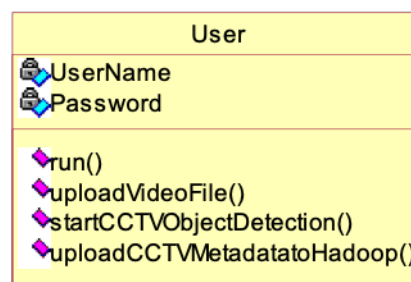 User
UserName
Password
run()
uploadVideoFile()
startCCTVObjectDetection()
uploadCCTVMetadatatoHadoop()